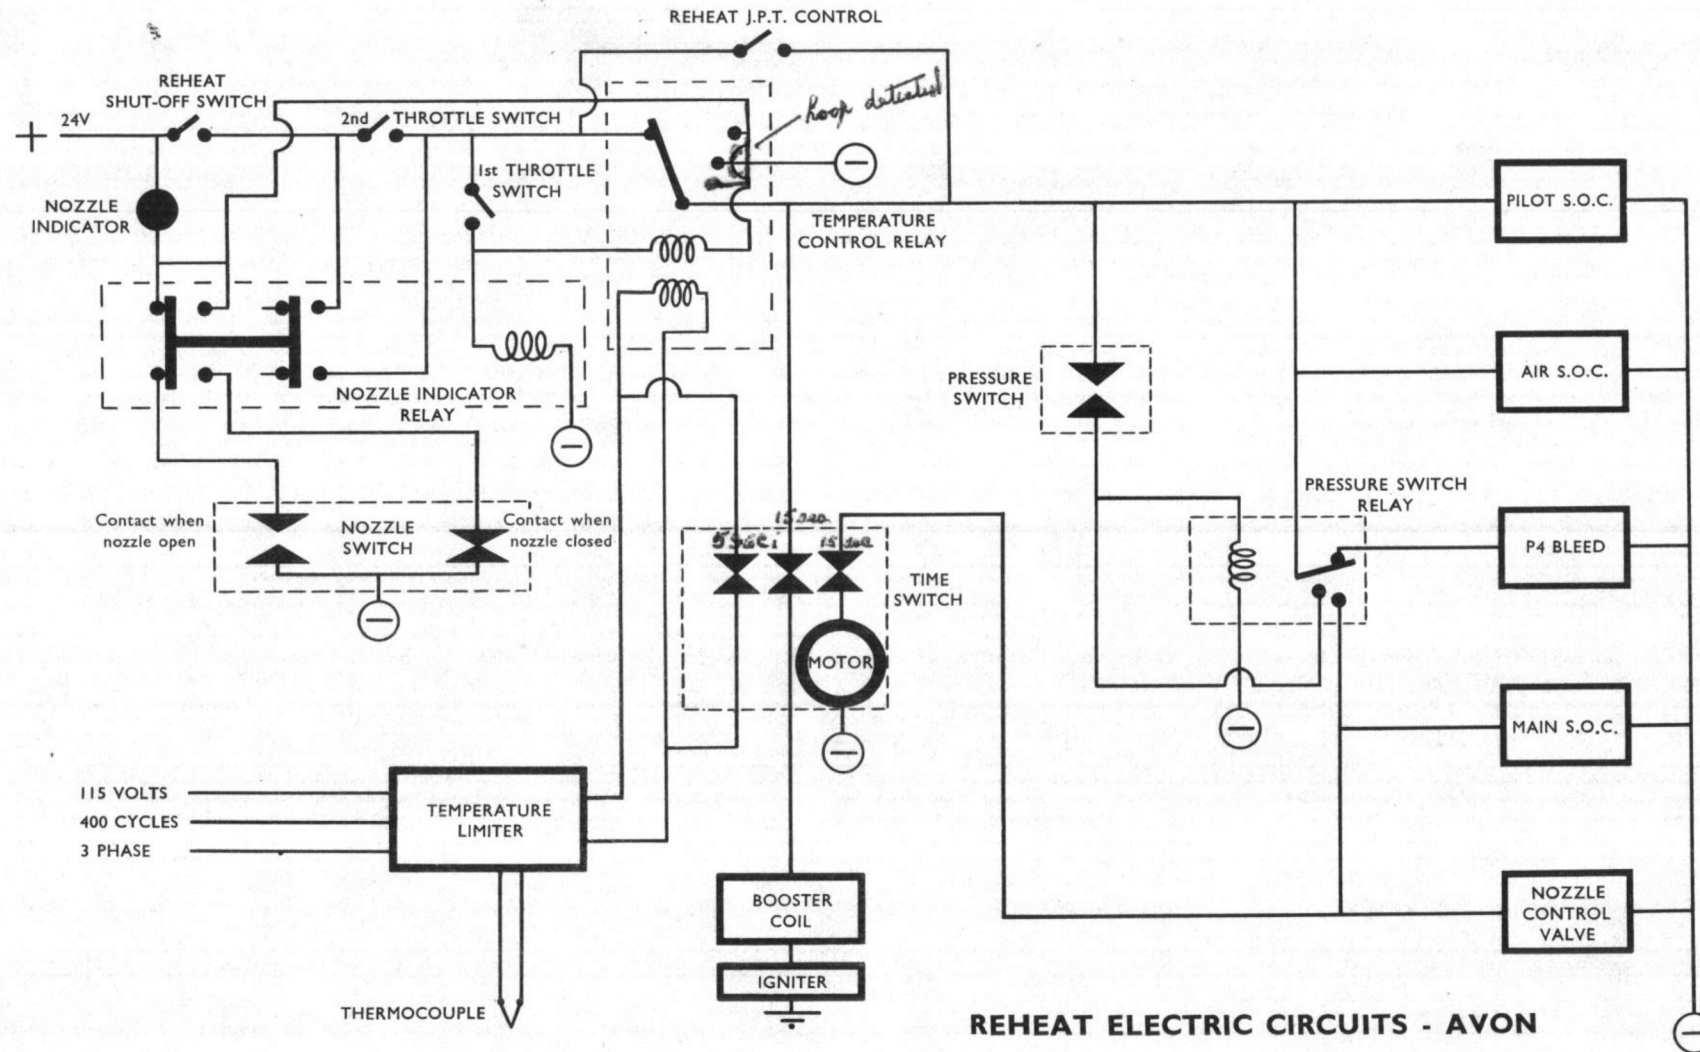 REHEAT J.P.T. CONTROL
REHEAT
SHUT-OFF SWITCH
24V
+
2nd THROTTLE SWITCH
1st THROTTLE
SWITCH
NOZZLE
INDICATOR
TEMPERATURE
CONTROL RELAY
PILOT S.O.C.
AIR S.O.C.
PRESSURE
SWITCH
NOZZLE INDICATOR
RELAY
PRESSURE SWITCH
RELAY
Contact when
nozzle open
NOZZLE
SWITCH
Contact when
nozzle closed
15 sec
5 SEC.
15 sec
TIME
SWITCH
P4 BLEED
MOTOR
MAIN S.O.C.
115 VOLTS
400 CYCLES
3 PHASE
TEMPERATURE
LIMITER
BOOSTER
COIL
NOZZLE
CONTROL
VALVE
IGNITER
THERMOCOUPLE
REHEAT ELECTRIC CIRCUITS - AVON